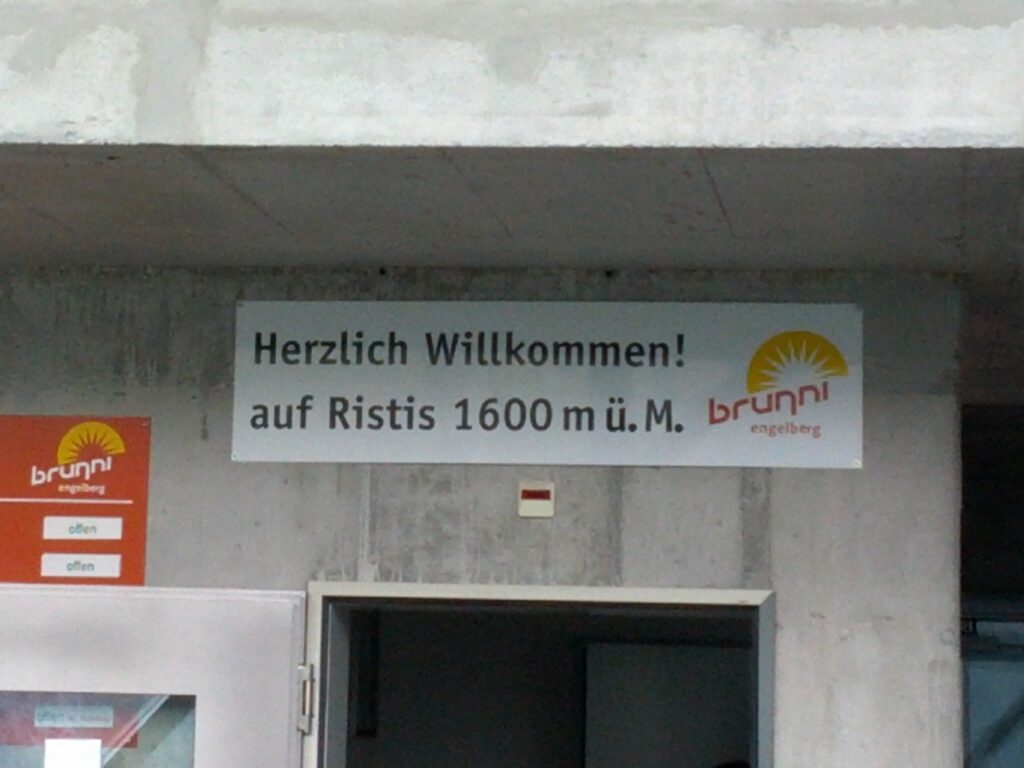 Herzlich Willkommen!
auf Ristis 1600 m ü.M.
brunni
engelberg
brunni
engelberg
offen
offen